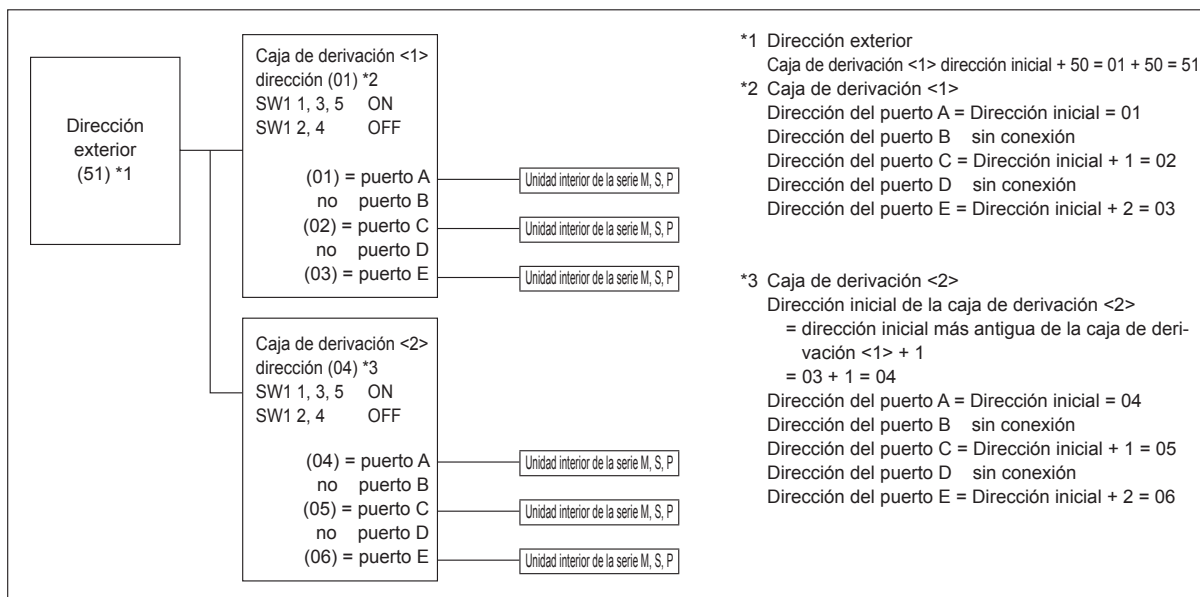 Dirección
exterior
(51) *1
Caja de derivación <1>
dirección (01) *2
SW1 1, 3, 5 ON
SW1 2, 4 OFF
(01) = puerto A
no puerto B
(02) = puerto C
no puerto D
(03) = puerto E
Unidad interior de la serie M, S, P
Unidad interior de la serie M, S, P
Unidad interior de la serie M, S, P
Caja de derivación <2>
dirección (04) *3
SW1 1, 3, 5 ON
SW1 2, 4 OFF
(04) = puerto A
no puerto B
(05) = puerto C
no puerto D
(06) = puerto E
Unidad interior de la serie M, S, P
Unidad interior de la serie M, S, P
Unidad interior de la serie M, S, P
*1 Dirección exterior
Caja de derivación <1> dirección inicial + 50 = 01 + 50 = 51
*2 Caja de derivación <1>
Dirección del puerto A = Dirección inicial = 01
Dirección del puerto B sin conexión
Dirección del puerto C = Dirección inicial + 1 = 02
Dirección del puerto D sin conexión
Dirección del puerto E = Dirección inicial + 2 = 03
*3 Caja de derivación <2>
Dirección inicial de la caja de derivación <2>
= dirección inicial más antigua de la caja de deri-
vación <1> + 1
= 03 + 1 = 04
Dirección del puerto A = Dirección inicial = 04
Dirección del puerto B sin conexión
Dirección del puerto C = Dirección inicial + 1 = 05
Dirección del puerto D sin conexión
Dirección del puerto E = Dirección inicial + 2 = 06